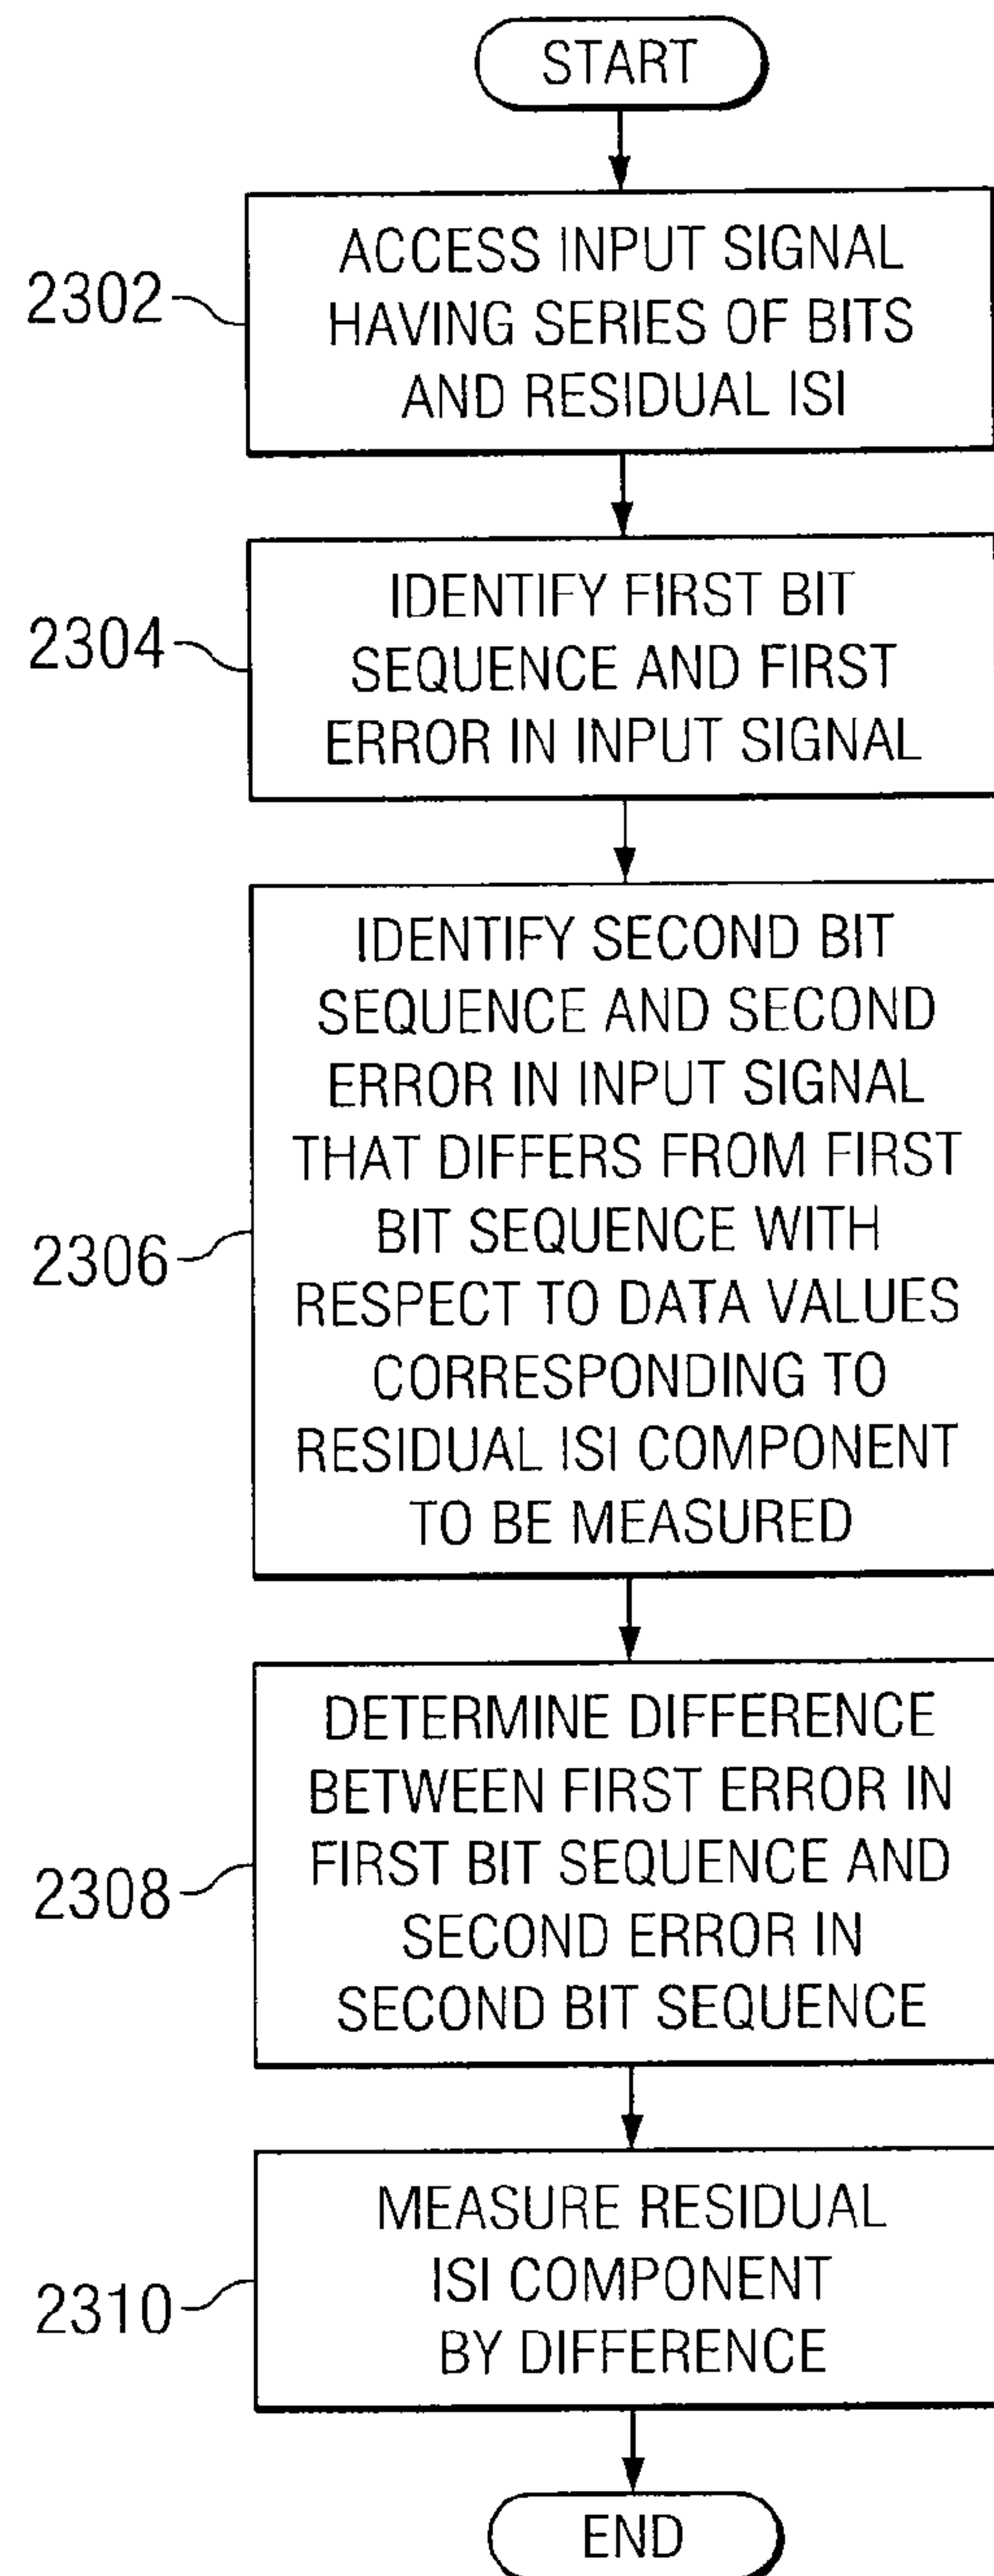 START
2302
ACCESS INPUT SIGNAL
HAVING SERIES OF BITS
AND RESIDUAL ISI
2304
IDENTIFY FIRST BIT
SEQUENCE AND FIRST
ERROR IN INPUT SIGNAL
2306
IDENTIFY SECOND BIT
SEQUENCE AND SECOND
ERROR IN INPUT SIGNAL
THAT DIFFERS FROM FIRST
BIT SEQUENCE WITH
RESPECT TO DATA VALUES
CORRESPONDING TO
RESIDUAL ISI COMPONENT
TO BE MEASURED
2308
DETERMINE DIFFERENCE
BETWEEN FIRST ERROR IN
FIRST BIT SEQUENCE AND
SECOND ERROR IN
SECOND BIT SEQUENCE
2310
MEASURE RESIDUAL
ISI COMPONENT
BY DIFFERENCE
END